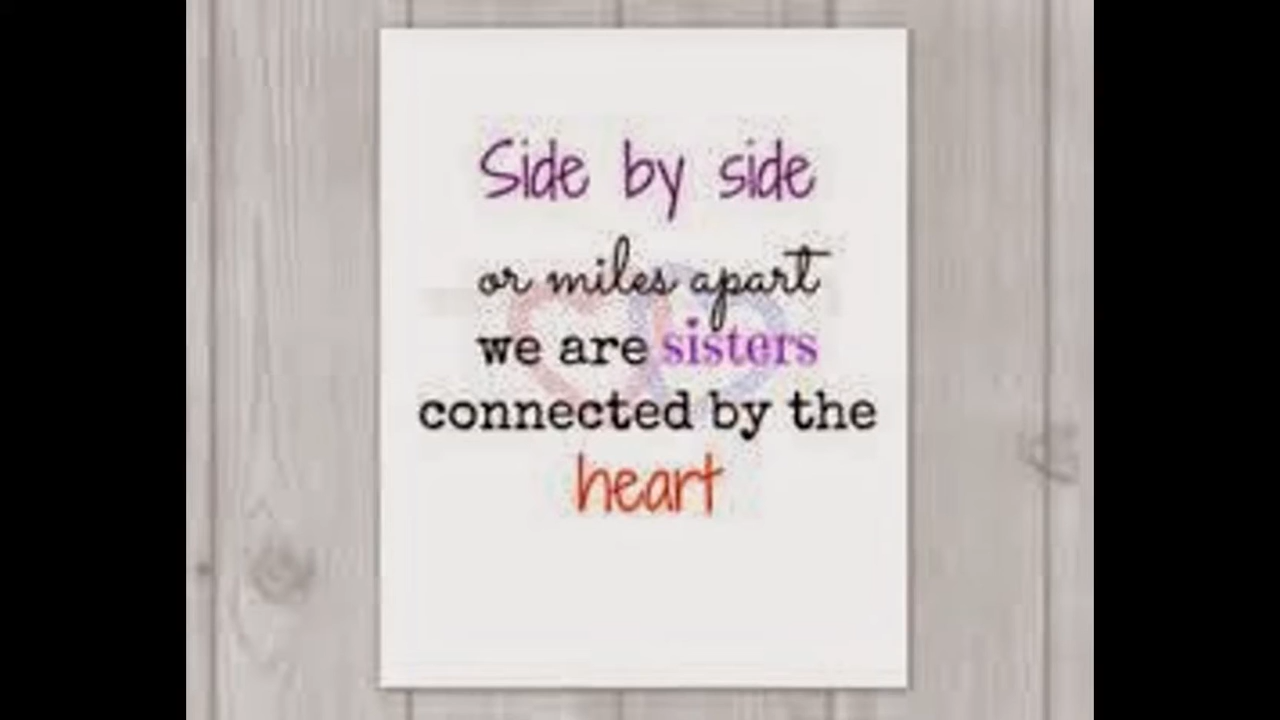 Side by side
or miles apart
we are sisters
connected by the
heart